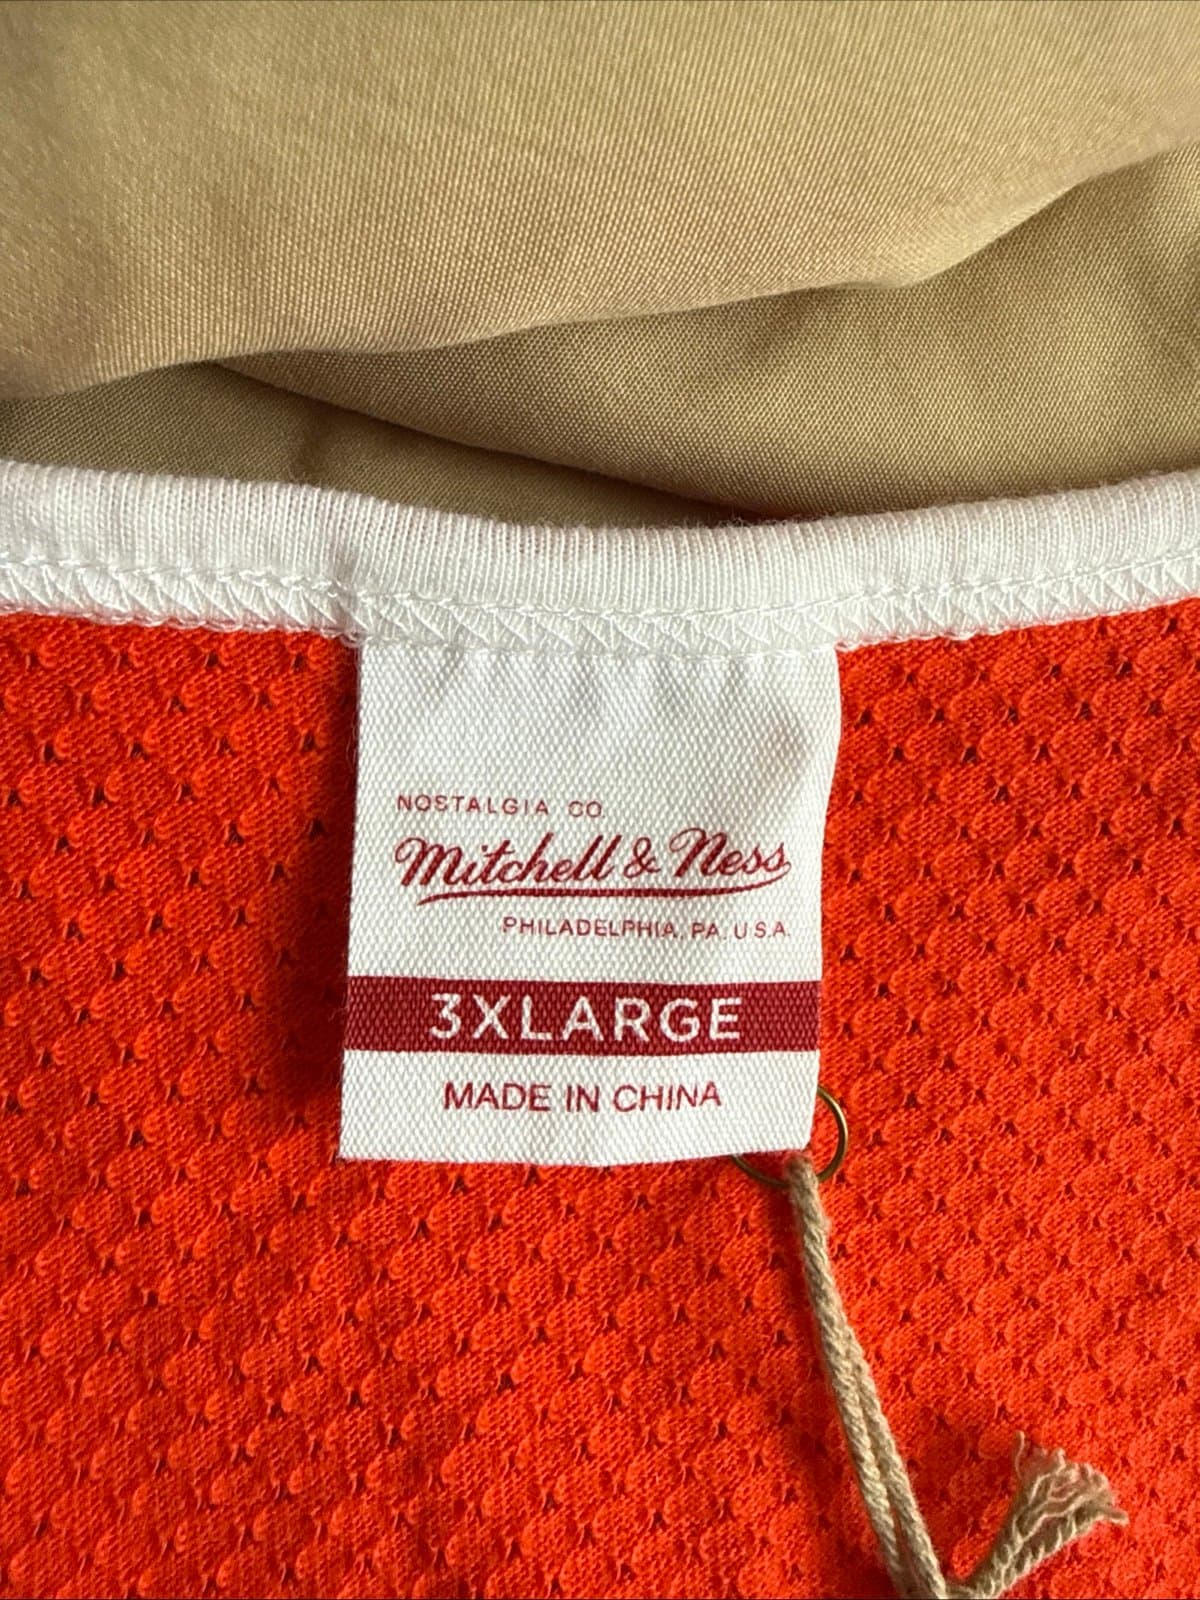 NOSTALGIA CO.
Mitchell & Ness
PHILADELPHIA, PA. U.S.A.
3XLARGE
MADE IN CHINA